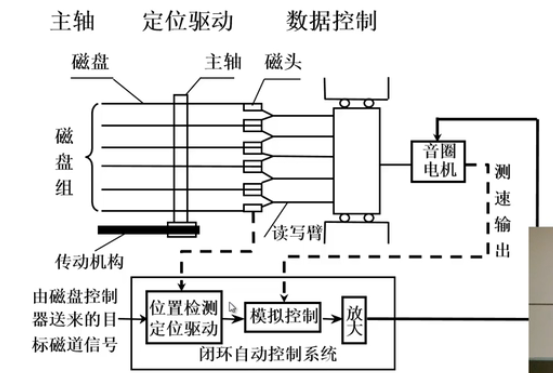 主轴 定位驱动 数据控制
磁盘 主轴 磁头
磁盘组
音圈
电机
测速输出
读写臂
传动机构
由磁盘控制
器送来的目
标磁道信号
位置检测
定位驱动
模拟控制
放大
闭环自动控制系统